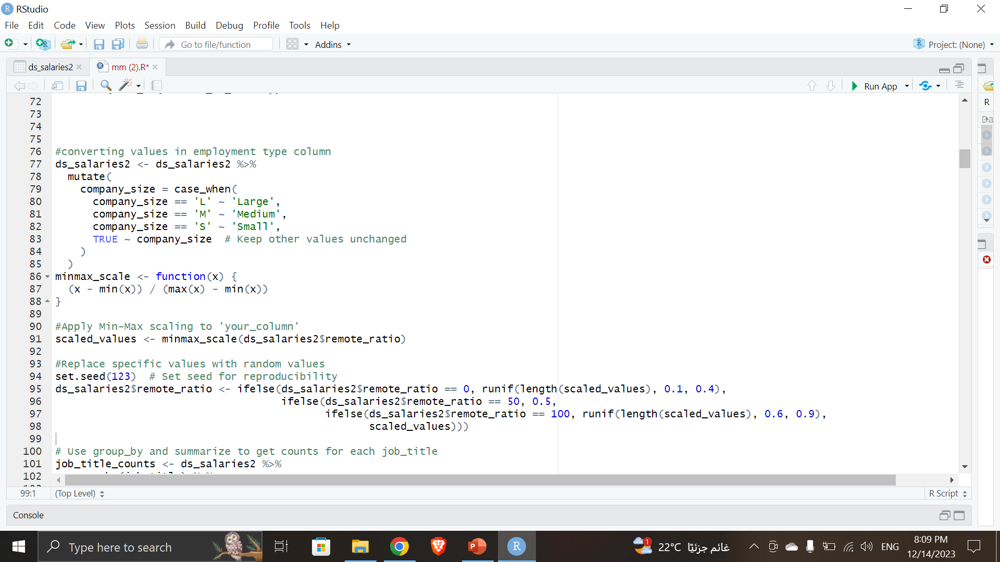 RStudio
File Edit Code View Plots Session Build Debug Profile Tools Help
Go to file/function Addins Project: (None)
ds_salaries2 mm (2).R*
Run App
72
73
74
75
76 #converting values in employment type column
77 ds_salaries2 <- ds_salaries2 %>%
78 mutate(
79 company_size = case_when(
80 company_size == 'L' ~ 'Large',
81 company_size == 'M' ~ 'Medium',
82 company_size == 'S' ~ 'Small',
83 TRUE ~ company_size # Keep other values unchanged
84 )
85 )
86 minmax_scale <- function(x) {
87 (x - min(x)) / (max(x) - min(x))
88 }
89
90 #Apply Min-Max scaling to 'your_column'
91 scaled_values <- minmax_scale(ds_salaries2$remote_ratio)
92
93 #Replace specific values with random values
94 set.seed(123) # Set seed for reproducibility
95 ds_salaries2$remote_ratio <- ifelse(ds_salaries2$remote_ratio == 0, runif(length(scaled_values), 0.1, 0.4),
96 ifelse(ds_salaries2$remote_ratio == 50, 0.5,
97 ifelse(ds_salaries2$remote_ratio == 100, runif(length(scaled_values), 0.6, 0.9),
98 scaled_values)))
99
100 # Use group_by and summarize to get counts for each job_title
101 job_title_counts <- ds_salaries2 %>%
102
99:1 (Top Level) R Script
Console
R
Da
Type here to search
1 22°C غائم جزئيًا ENG
8:09 PM
12/14/2023